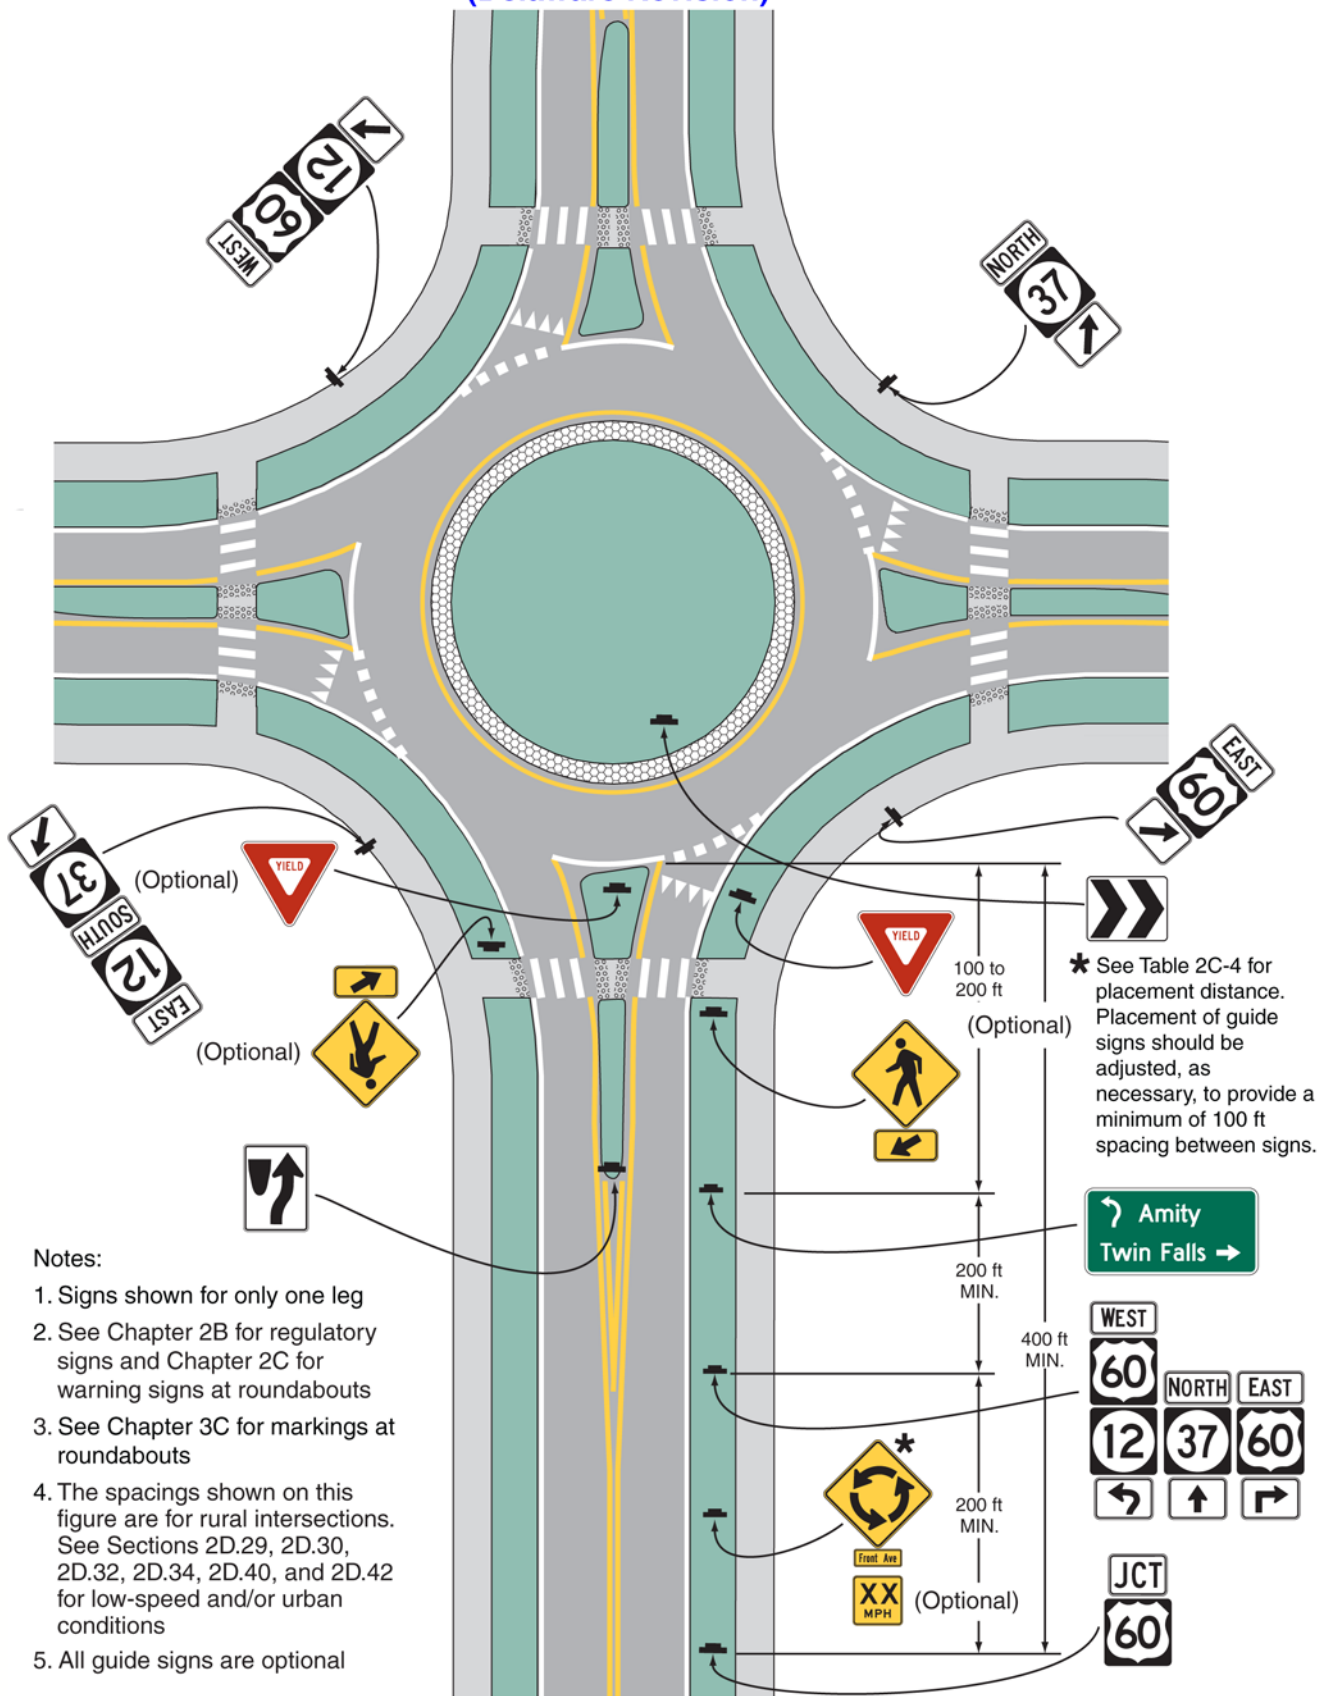 (Delaware Revision)
12
60
WEST
NORTH
37
EAST
60
37
SOUTH
12
EAST
(Optional)
YIELD
YIELD
100 to
200 ft
(Optional)
* See Table 2C-4 for
placement distance.
Placement of guide
signs should be
adjusted, as
necessary, to provide a
minimum of 100 ft
spacing between signs.
(Optional)
Amity
Twin Falls
200 ft
MIN.
400 ft
MIN.
WEST
60
NORTH EAST
12 37 60
*
Front Ave
XX
MPH
(Optional)
200 ft
MIN.
JCT
60
Notes:
1. Signs shown for only one leg
2. See Chapter 2B for regulatory
signs and Chapter 2C for
warning signs at roundabouts
3. See Chapter 3C for markings at
roundabouts
4. The spacings shown on this
figure are for rural intersections.
See Sections 2D.29, 2D.30,
2D.32, 2D.34, 2D.40, and 2D.42
for low-speed and/or urban
conditions
5. All guide signs are optional